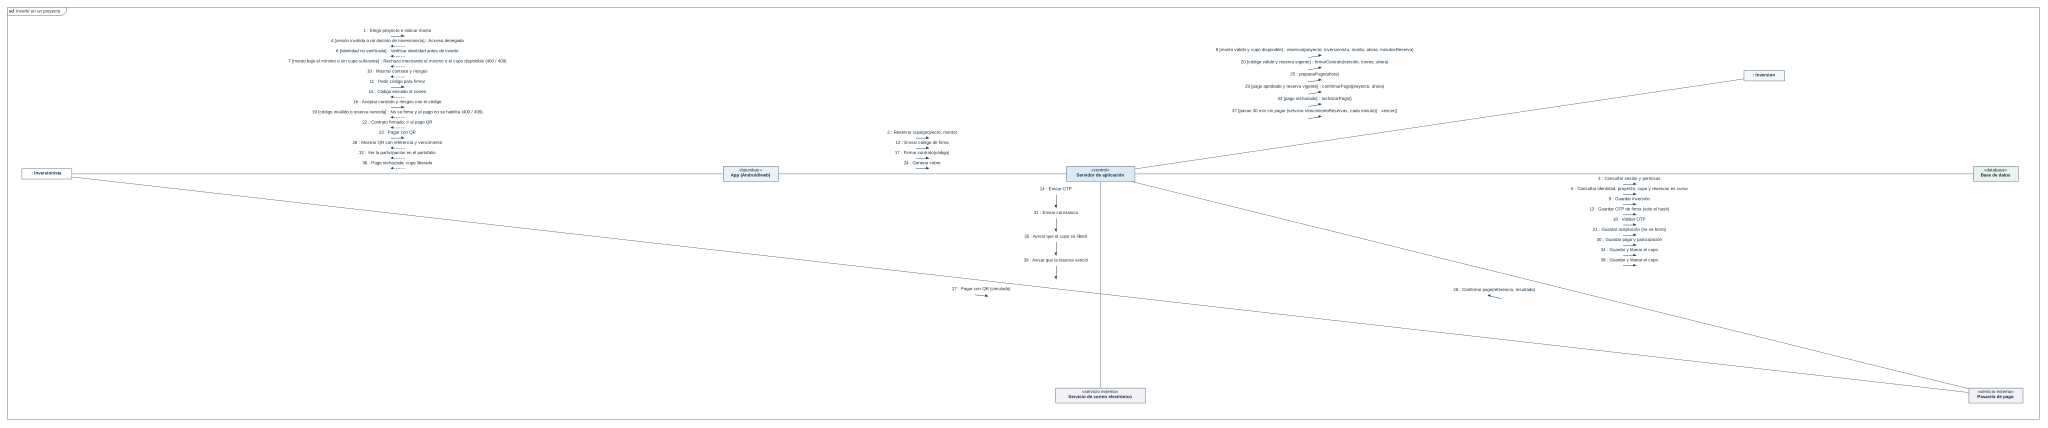 sd Invertir en un proyecto
1 : Elegir proyecto e indicar monto
4 [sesión inválida o rol distinto de Inversionista] : Acceso denegado
6 [identidad no verificada] : Verificar identidad antes de invertir
7 [monto bajo el mínimo o sin cupo suficiente] : Rechazo mostrando el mínimo o el cupo disponible (400 / 409)
10 : Mostrar contrato y riesgos
11 : Pedir código para firmar
15 : Código enviado al correo
16 : Aceptar contrato y riesgos con el código
19 [código inválido o reserva vencida] : No se firma y el pago no se habilita (400 / 409)
22 : Contrato firmado; ir al pago QR
23 : Pagar con QR
26 : Mostrar QR con referencia y vencimiento
32 : Ver la participación en el portafolio
36 : Pago rechazado, cupo liberado
2 : Reservar cupo(proyecto, monto)
12 : Enviar código de firma
17 : Firmar contrato(código)
24 : Generar cobro
8 [monto válido y cupo disponible] : reservar(proyecto, inversionista, monto, ahora, minutosReserva)
20 [código válido y reserva vigente] : firmarContrato(versión, correo, ahora)
25 : prepararPago(ahora)
29 [pago aprobado y reserva vigente] : confirmarPago(proyecto, ahora)
33 [pago rechazado] : rechazarPago()
37 [pasan 30 min sin pagar (servicio VencimientoReservas, cada minuto)] : vencer()
: Inversion
: Inversionista
«boundary»
App (Android/web)
«control»
Servidor de aplicación
«database»
Base de datos
3 : Consultar sesión y permisos
5 : Consultar identidad, proyecto, cupo y reservas en curso
9 : Guardar inversión
13 : Guardar OTP de firma (solo el hash)
18 : Validar OTP
21 : Guardar aceptación (no se borra)
30 : Guardar pago y participación
34 : Guardar y liberar el cupo
38 : Guardar y liberar el cupo
14 : Enviar OTP
31 : Enviar constancia
35 : Avisar que el cupo se liberó
39 : Avisar que la reserva venció
27 : Pagar con QR (simulado)
28 : Confirmar pago(referencia, resultado)
«servicio externo»
Servicio de correo electrónico
«servicio externo»
Pasarela de pago